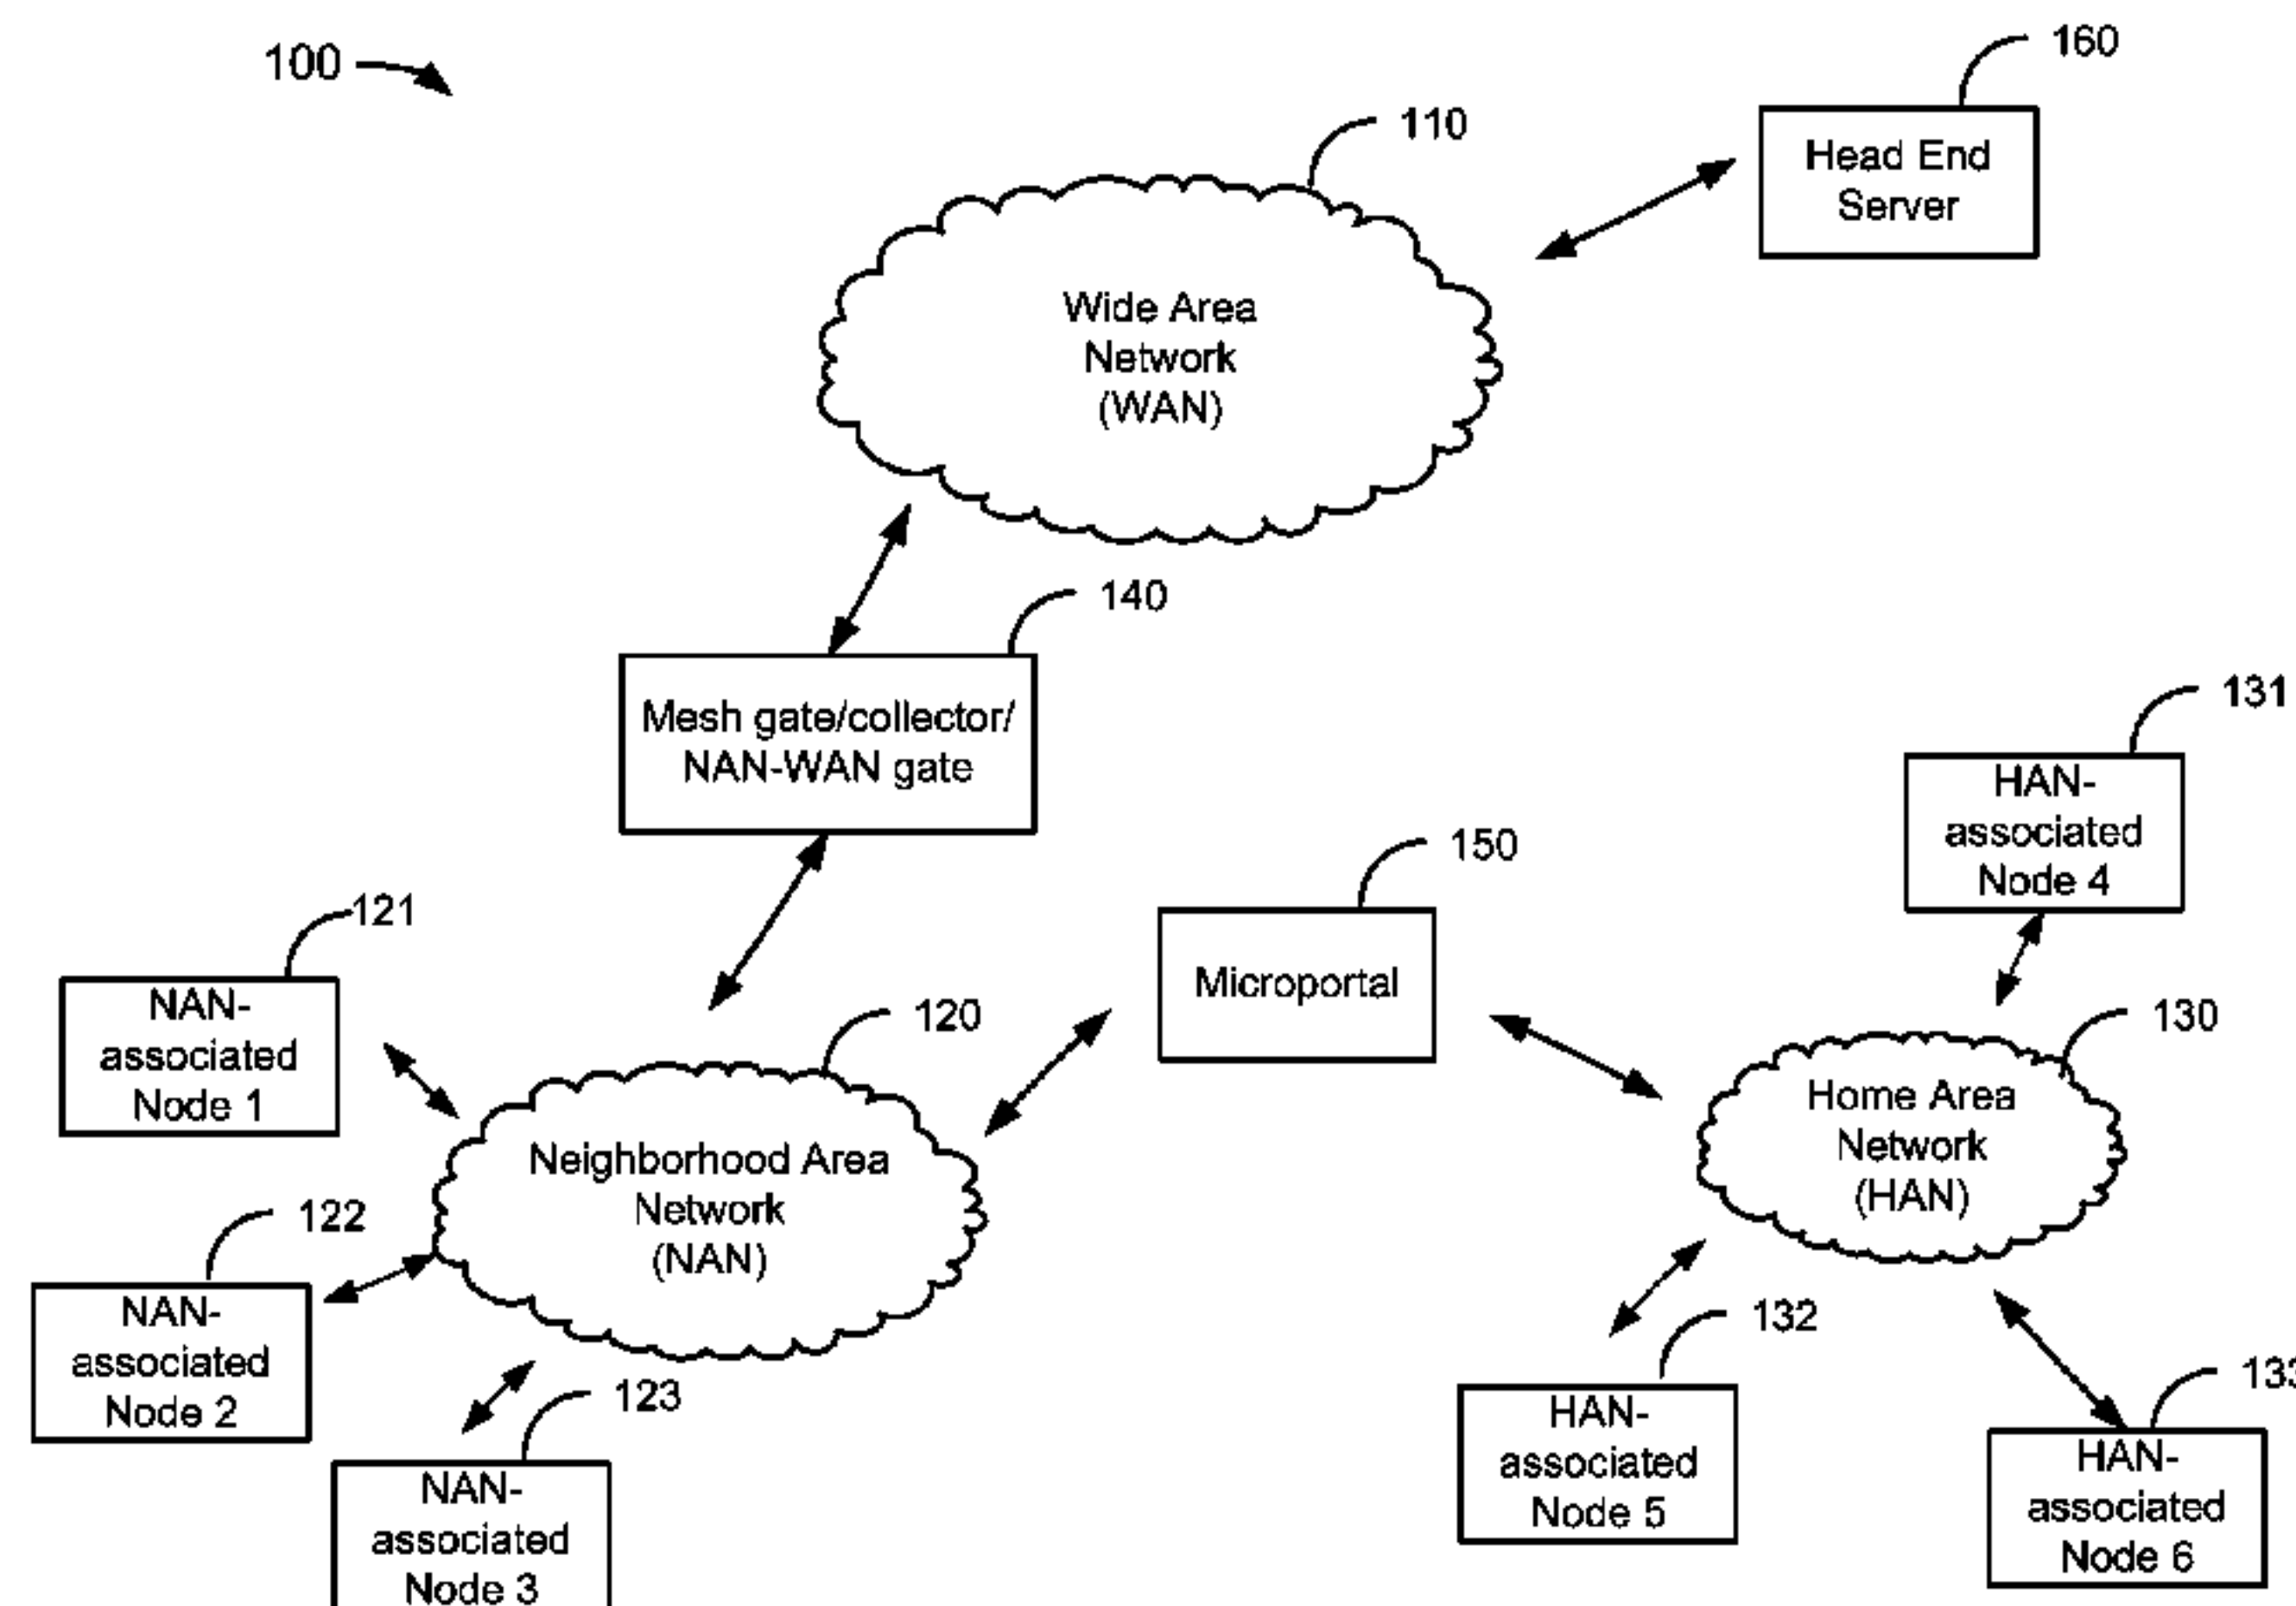 100
160
110
Head End
Server
Wide Area
Network
(WAN)
140
Mesh gate/collector/
NAN-WAN gate
131
HAN-
associated
Node 4
150
Microportal
121
NAN-
associated
Node 1
120
130
Neighborhood Area
Network
(NAN)
Home Area
Network
(HAN)
122
NAN-
associated
Node 2
123
NAN-
associated
Node 3
132
HAN-
associated
Node 5
133
HAN-
associated
Node 6